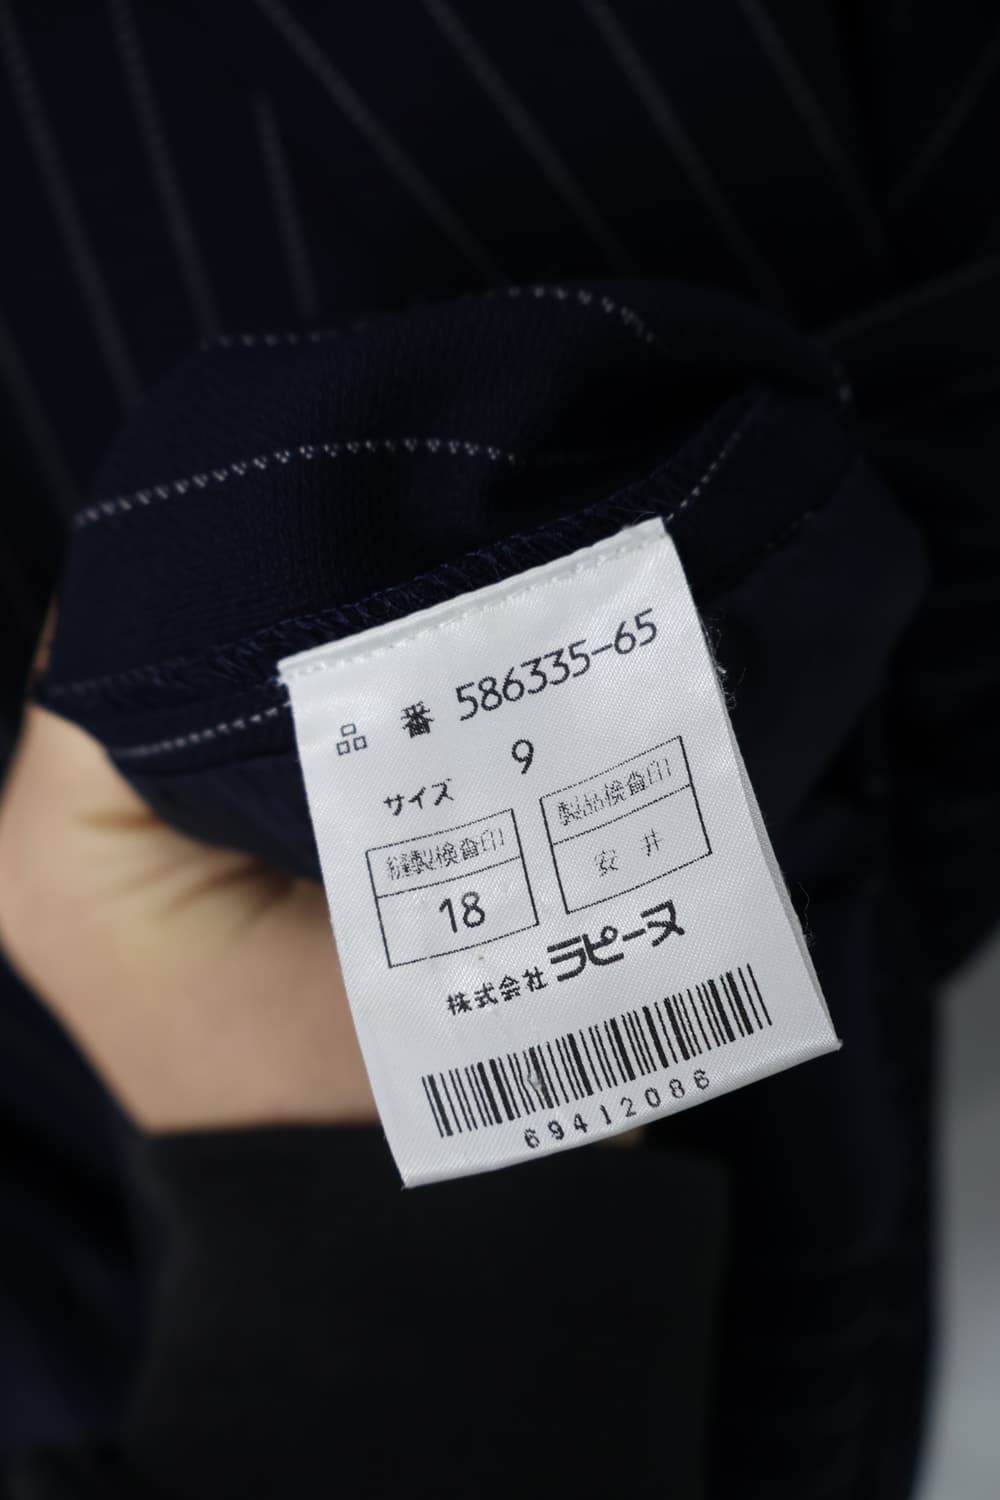 品番 586335-65
サイズ 9
縫製検査印 製品検査印
18 安井
株式会社 ラピーヌ
69412086